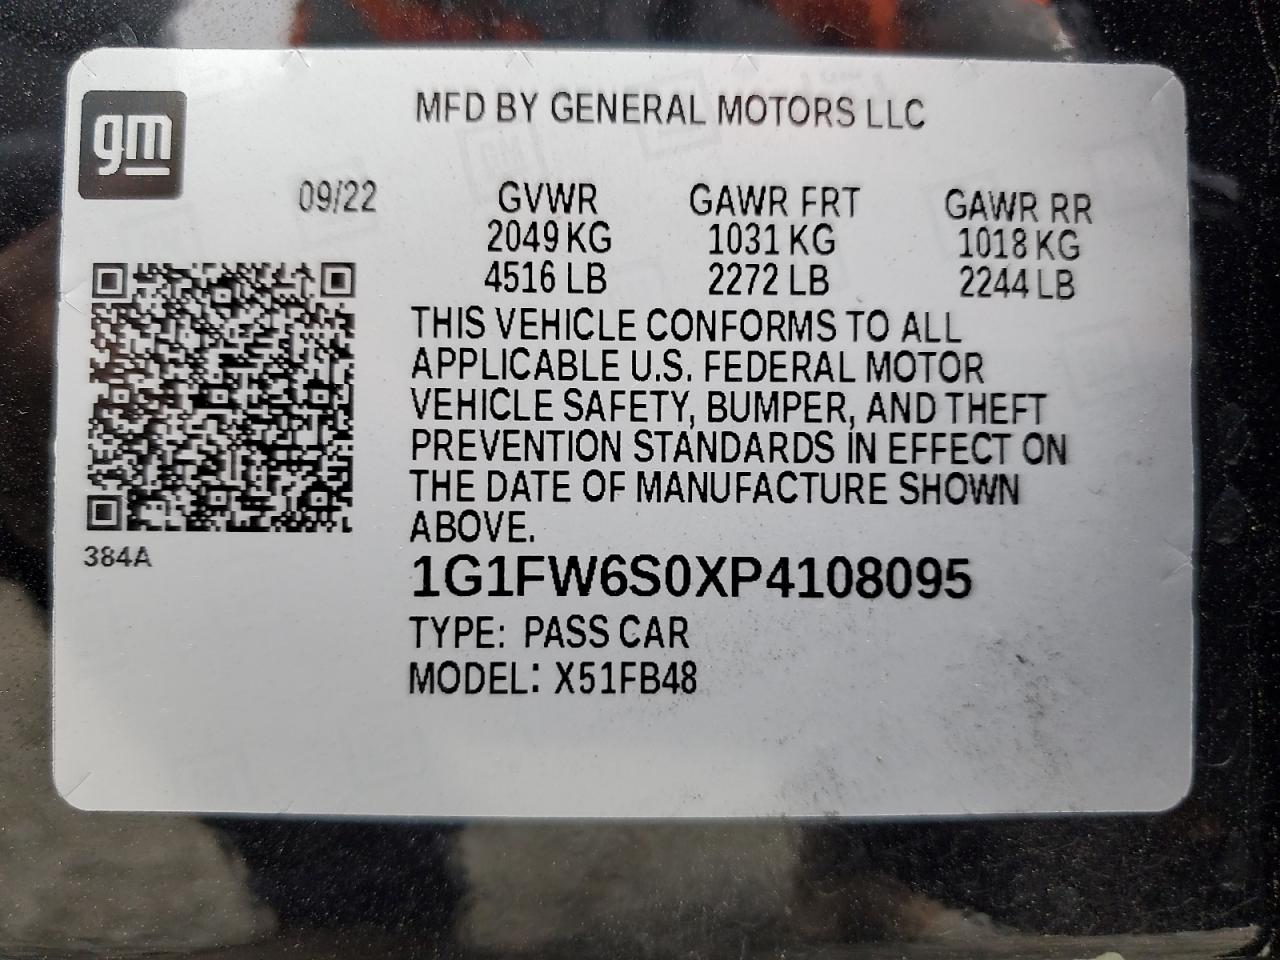 gm
MFD BY GENERAL MOTORS LLC
09/22 GVWR GAWR FRT GAWR RR
2049 KG 1031 KG 1018 KG
4516 LB 2272 LB 2244 LB
THIS VEHICLE CONFORMS TO ALL
APPLICABLE U.S. FEDERAL MOTOR
VEHICLE SAFETY, BUMPER, AND THEFT
PREVENTION STANDARDS IN EFFECT ON
THE DATE OF MANUFACTURE SHOWN
ABOVE.
384A
1G1FW6S0XP4108095
TYPE: PASS CAR
MODEL: X51FB48